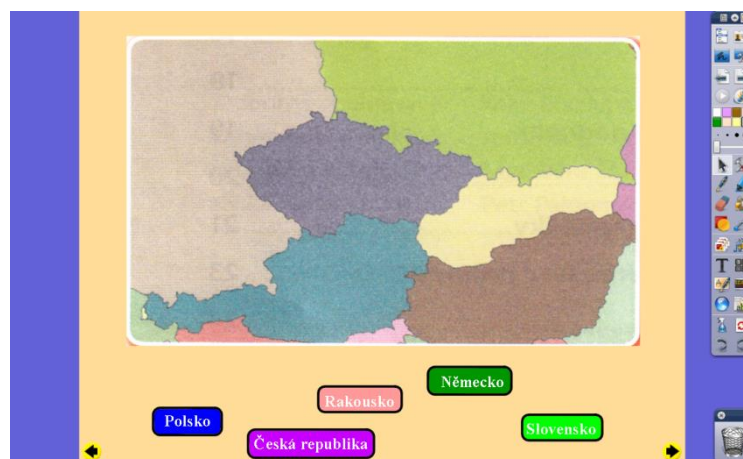 Německo
Rakousko
Polsko
Slovensko
Česká republika